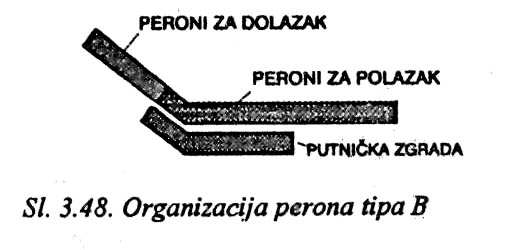 PERONI ZA DOLAZAK
PERONI ZA POLAZAK
PUTNIČKA ZGRADA
Sl. 3.48. Organizacija perona tipa B